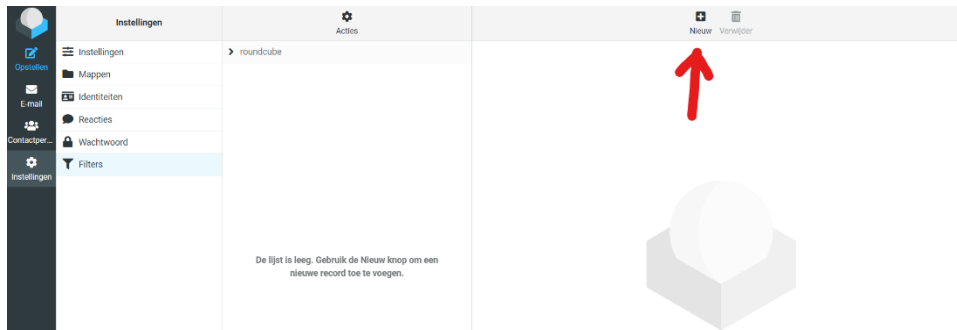 Instellingen
Acties
Nieuw
Verwijder
Opstellen
E-mail
Contactper...
Instellingen
Instellingen
Mappen
Identiteiten
Reacties
Wachtwoord
Filters
roundcube
De lijst is leeg. Gebruik de Nieuw knop om een
nieuwe record toe te voegen.